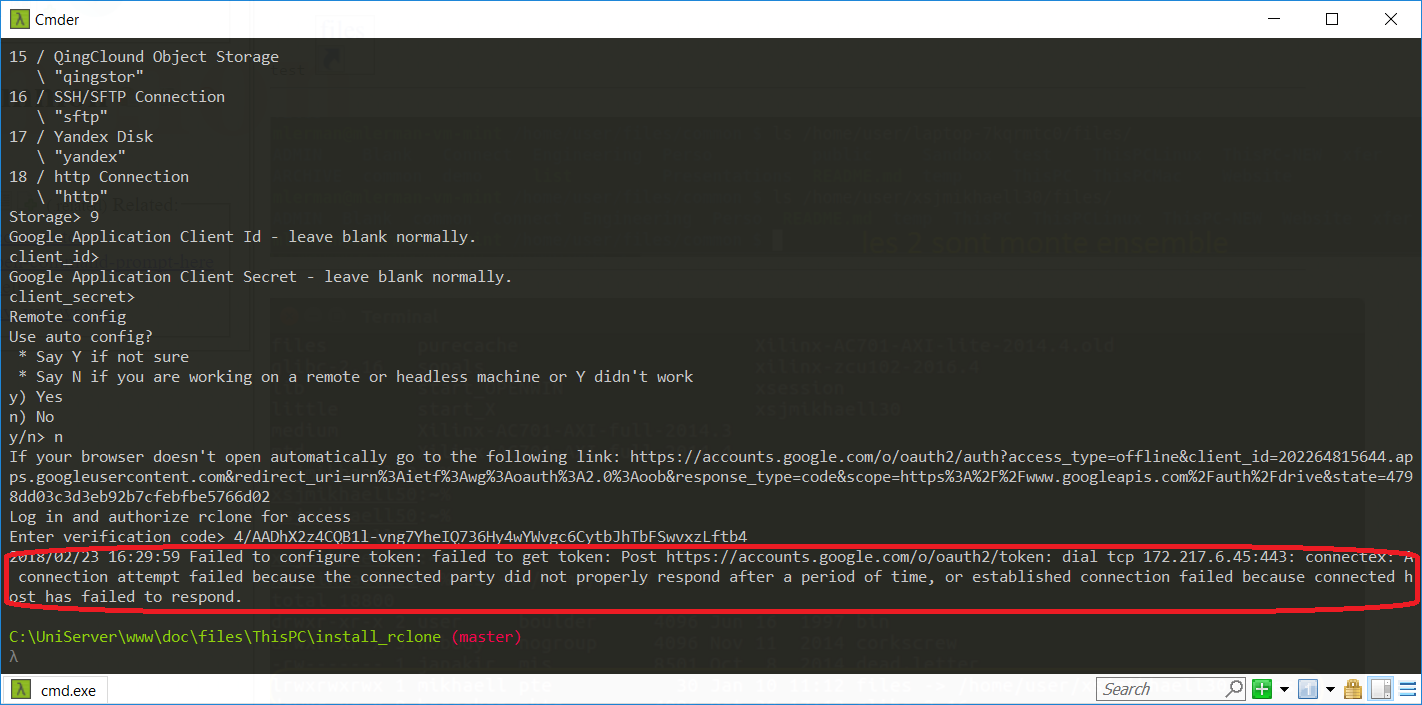 Cmder
15 / QingClound Object Storage
\ "qingstor"
16 / SSH/SFTP Connection
\ "sftp"
17 / Yandex Disk
\ "yandex"
18 / http Connection
\ "http"
Storage> 9
Google Application Client Id - leave blank normally.
client_id>
Google Application Client Secret - leave blank normally.
client_secret>
Remote config
Use auto config?
* Say Y if not sure
* Say N if you are working on a remote or headless machine or Y didn't work
y) Yes
n) No
y/n> n
If your browser doesn't open automatically go to the following link: https://accounts.google.com/o/oauth2/auth?access_type=offline&client_id=202264815644.ap
ps.googleusercontent.com&redirect_uri=urn%3Aietf%3Awg%3Aoauth%3A2.0%3Aoob&response_type=code&scope=https%3A%2F%2Fwww.googleapis.com%2Fauth%2Fdrive&state=479
8dd03c3d3eb92b7cfebfbe5766d02
Log in and authorize rclone for access
Enter verification code> 4/AADhX2z4CQB1l-vng7YheIQ736Hy4wYWvgc6CytbJhTbFSwvxzLftb4
2018/02/23 16:29:59 Failed to configure token: failed to get token: Post https://accounts.google.com/o/oauth2/token: dial tcp 172.217.6.45:443: connectex: A
connection attempt failed because the connected party did not properly respond after a period of time, or established connection failed because connected h
ost has failed to respond.
C:\UniServer\www\doc\files\ThisPC\install_rclone (master)
λ
cmd.exe
Search